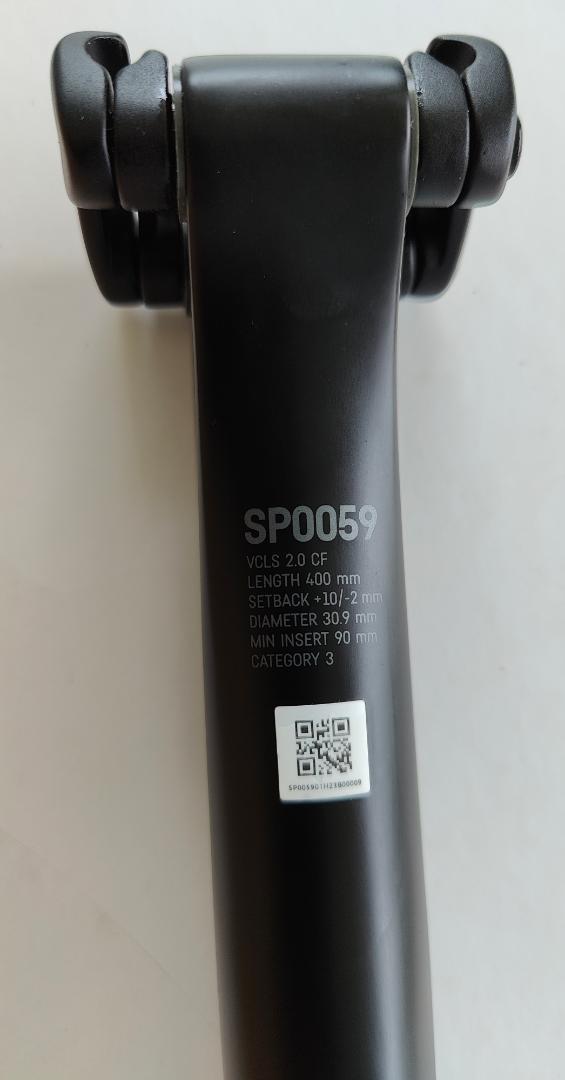 SP0059
VCLS 2.0 CF
LENGTH 400 mm
SETBACK +10/-2 mm
DIAMETER 30.9 mm
MIN INSERT 90 mm
CATEGORY 3
SP005901H23B00009